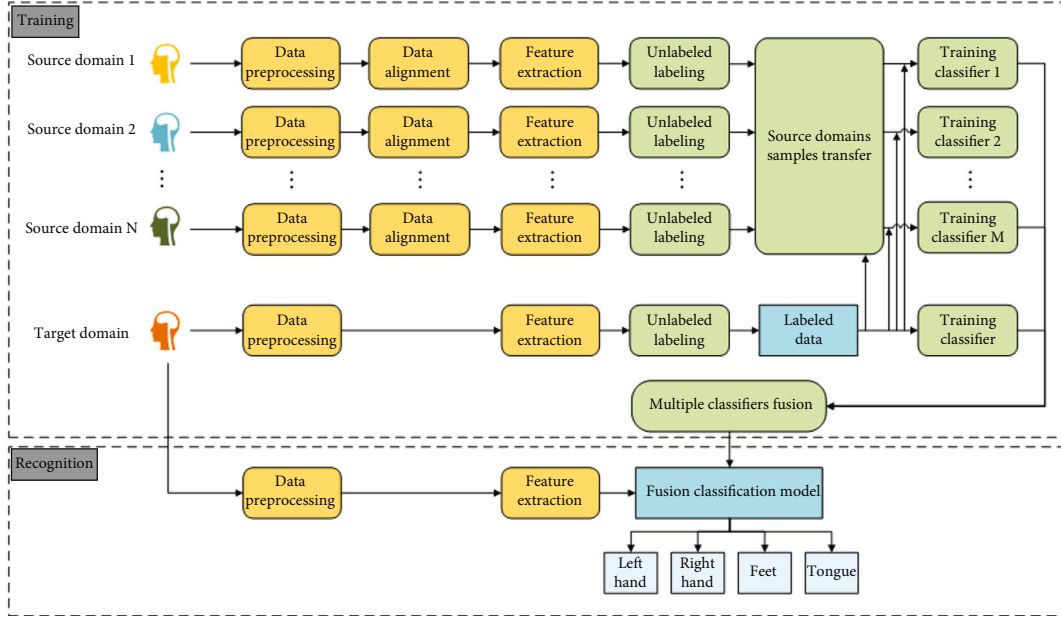 Training
Source domain 1
Data
preprocessing
Data
alignment
Feature
extraction
Unlabeled
labeling
Source domains
samples transfer
Training
classifier 1
Source domain 2
Data
preprocessing
Data
alignment
Feature
extraction
Unlabeled
labeling
Training
classifier 2
Source domain N
Data
preprocessing
Data
alignment
Feature
extraction
Unlabeled
labeling
Training
classifier M
Target domain
Data
preprocessing
Feature
extraction
Unlabeled
labeling
Labeled
data
Training
classifier
Multiple classifiers fusion
Recognition
Data
preprocessing
Feature
extraction
Fusion classification model
Left
hand
Right
hand
Feet
Tongue